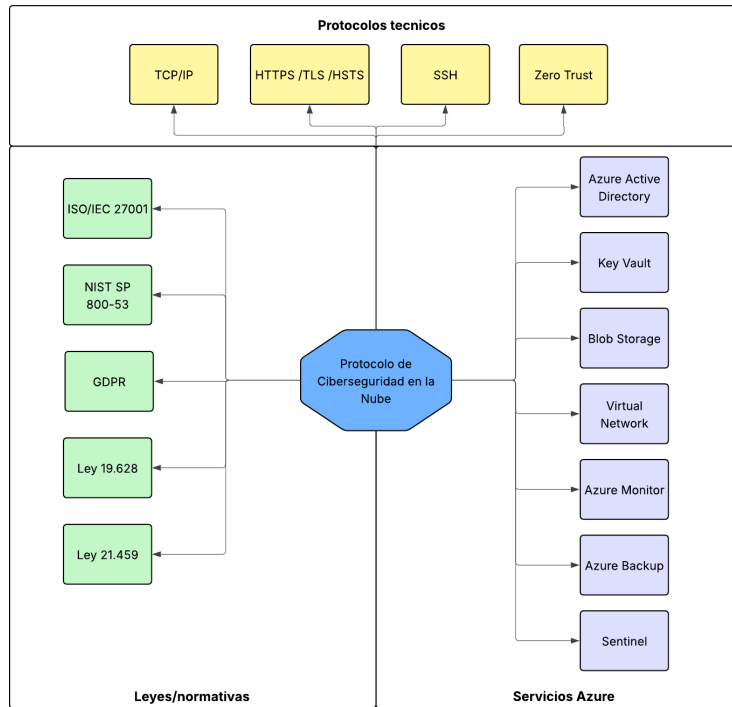 Protocolos tecnicos
TCP/IP
HTTPS /TLS /HSTS
SSH
Zero Trust
ISO/IEC 27001
NIST SP
800-53
GDPR
Ley 19.628
Ley 21.459
Leyes/normativas
Protocolo de
Ciberseguridad en la
Nube
Azure Active
Directory
Key Vault
Blob Storage
Virtual
Network
Azure Monitor
Azure Backup
Sentinel
Servicios Azure